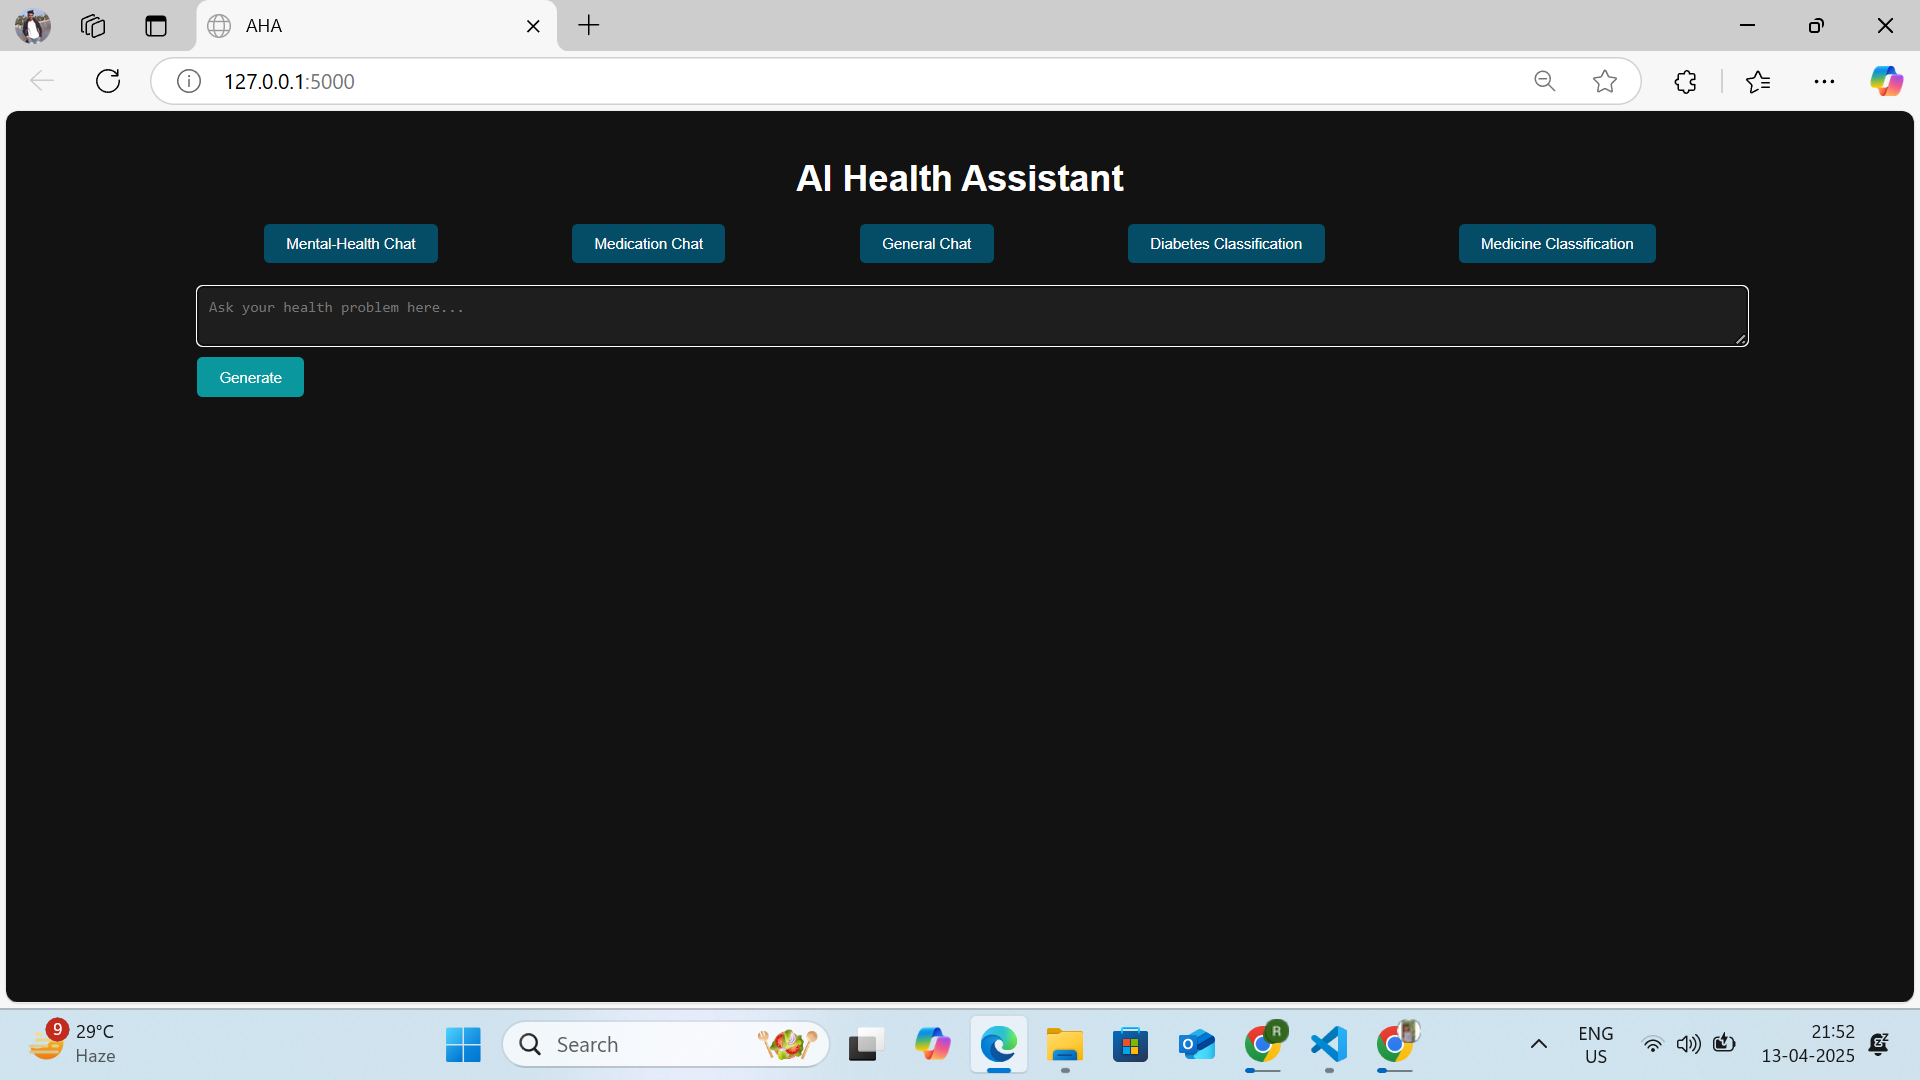 AHA
127.0.0.1:5000
AI Health Assistant
Mental-Health Chat
Medication Chat
General Chat
Diabetes Classification
Medicine Classification
Ask your health problem here...
Generate
9
29°C
Haze
Search
R
ENG
US
21:52
13-04-2025